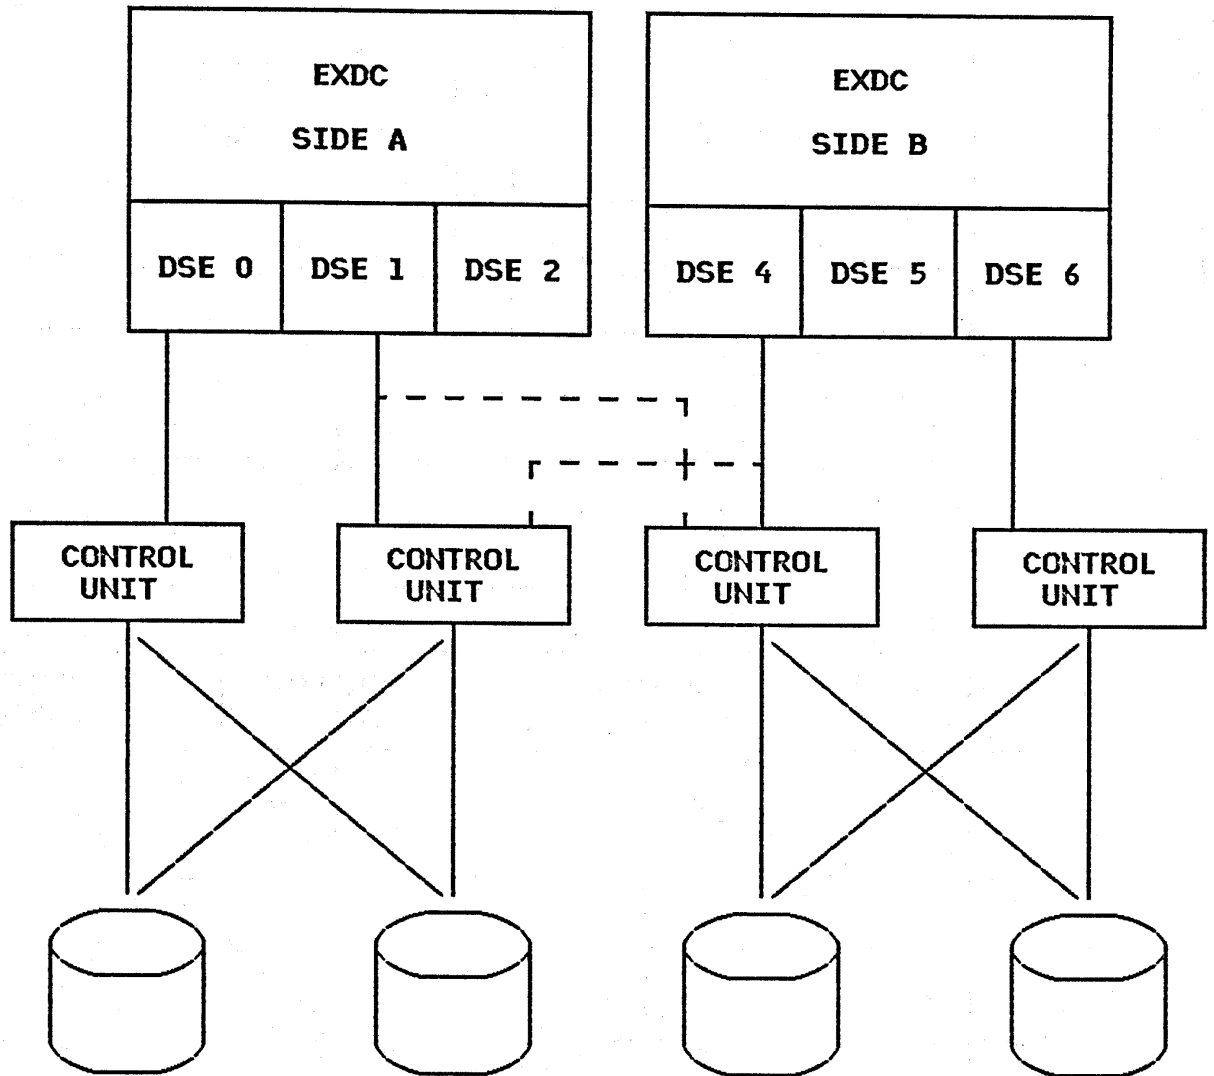 EXDC
SIDE A
DSE 0
DSE 1
DSE 2
EXDC
SIDE B
DSE 4
DSE 5
DSE 6
CONTROL
UNIT
CONTROL
UNIT
CONTROL
UNIT
CONTROL
UNIT